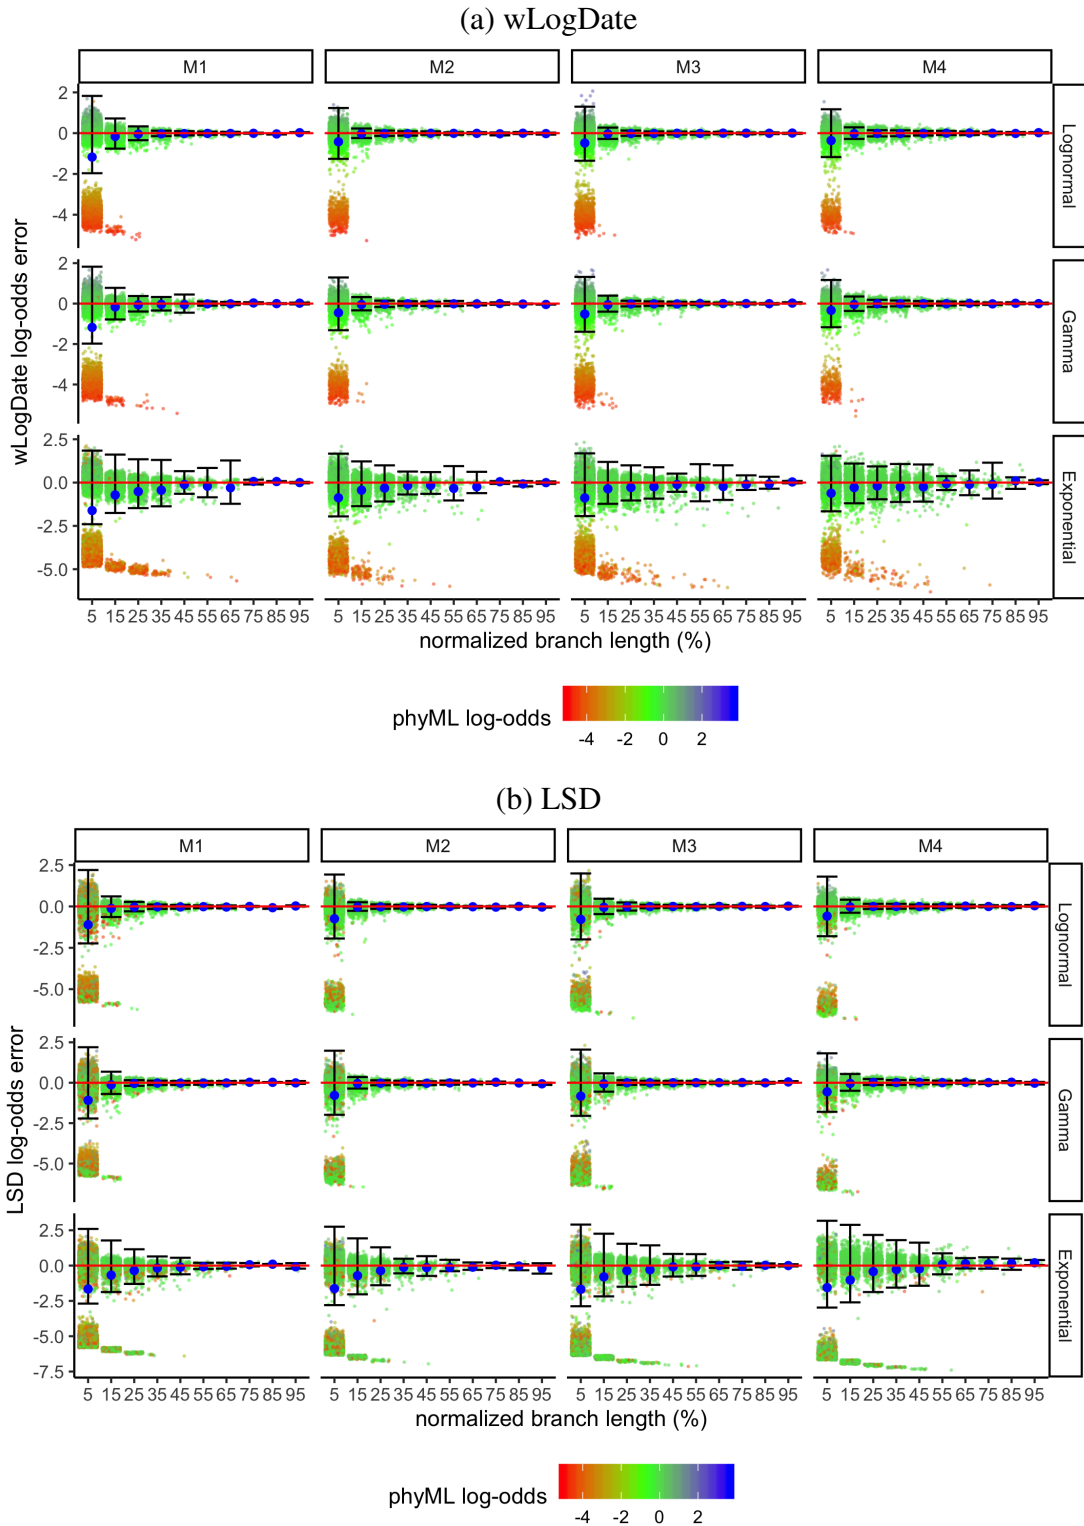 (a) wLogDate
M1 M2 M3 M4
2
0
-2
-4
Lognormal
2
0
-2
-4
Gamma
2.5
0.0
-2.5
-5.0
Exponential
wLogDate log-odds error
5 15 25 35 45 55 65 75 85 95 5 15 25 35 45 55 65 75 85 95 5 15 25 35 45 55 65 75 85 95 5 15 25 35 45 55 65 75 85 95
normalized branch length (%)
phyML log-odds
-4 -2 0 2
(b) LSD
M1 M2 M3 M4
2.5
0.0
-2.5
-5.0
Lognormal
2.5
0.0
-2.5
-5.0
Gamma
2.5
0.0
-2.5
-5.0
-7.5
Exponential
LSD log-odds error
5 15 25 35 45 55 65 75 85 95 5 15 25 35 45 55 65 75 85 95 5 15 25 35 45 55 65 75 85 95 5 15 25 35 45 55 65 75 85 95
normalized branch length (%)
phyML log-odds
-4 -2 0 2